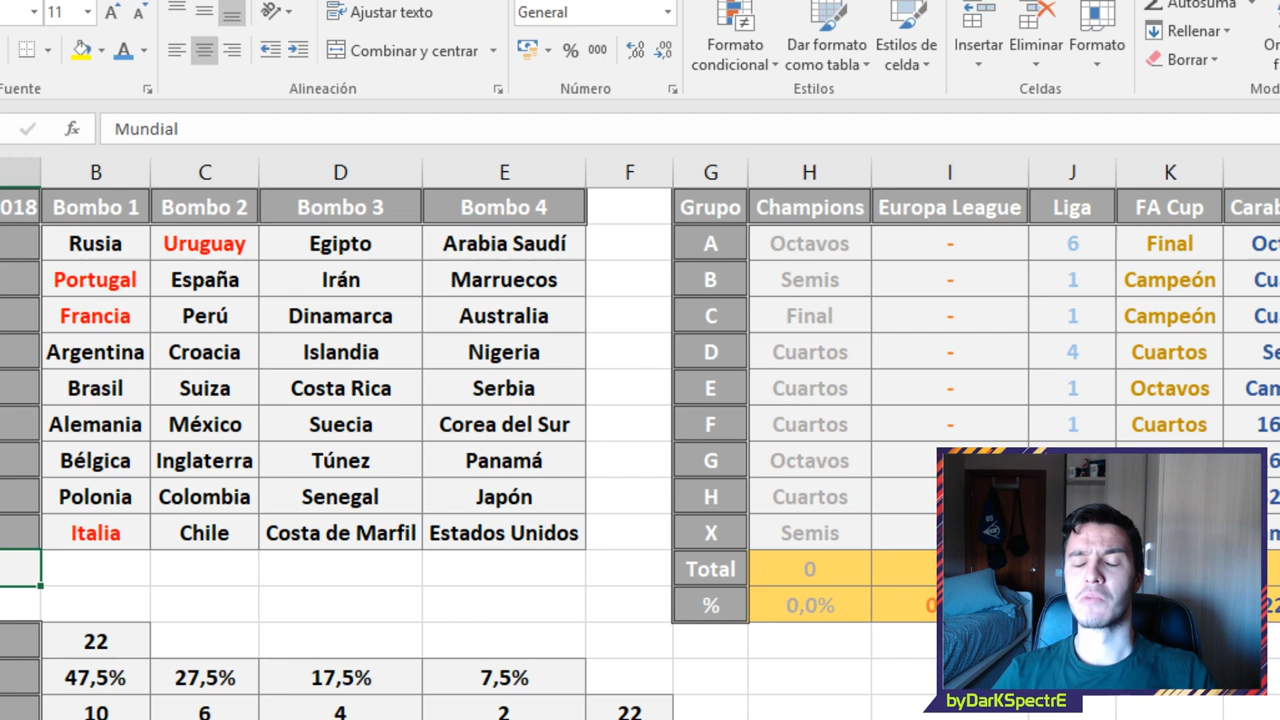 11 A A Ajustar texto General Autosuma
Combinar y centrar % 000 Formato condicional Dar formato como tabla Estilos de celda Insertar Eliminar Formato Rellenar
Borrar
Fuente Alineación Número Estilos Celdas
fx Mundial
B C D E F G H I J K
018 Bombo 1 Bombo 2 Bombo 3 Bombo 4 Grupo Champions Europa League Liga FA Cup Carab
Rusia Uruguay Egipto Arabia Saudí A Octavos - 6 Final Oc
Portugal España Irán Marruecos B Semis - 1 Campeón Cu
Francia Perú Dinamarca Australia C Final - 1 Campeón Cu
Argentina Croacia Islandia Nigeria D Cuartos - 4 Cuartos Se
Brasil Suiza Costa Rica Serbia E Cuartos - 1 Octavos Cam
Alemania México Suecia Corea del Sur F Cuartos - 1 Cuartos 16
Bélgica Inglaterra Túnez Panamá G Octavos
Polonia Colombia Senegal Japón H Cuartos
Italia Chile Costa de Marfil Estados Unidos X Semis
Total 0
% 0,0% 0
22
47,5% 27,5% 17,5% 7,5%
10 6 4 2 22
byDarKSpectrE